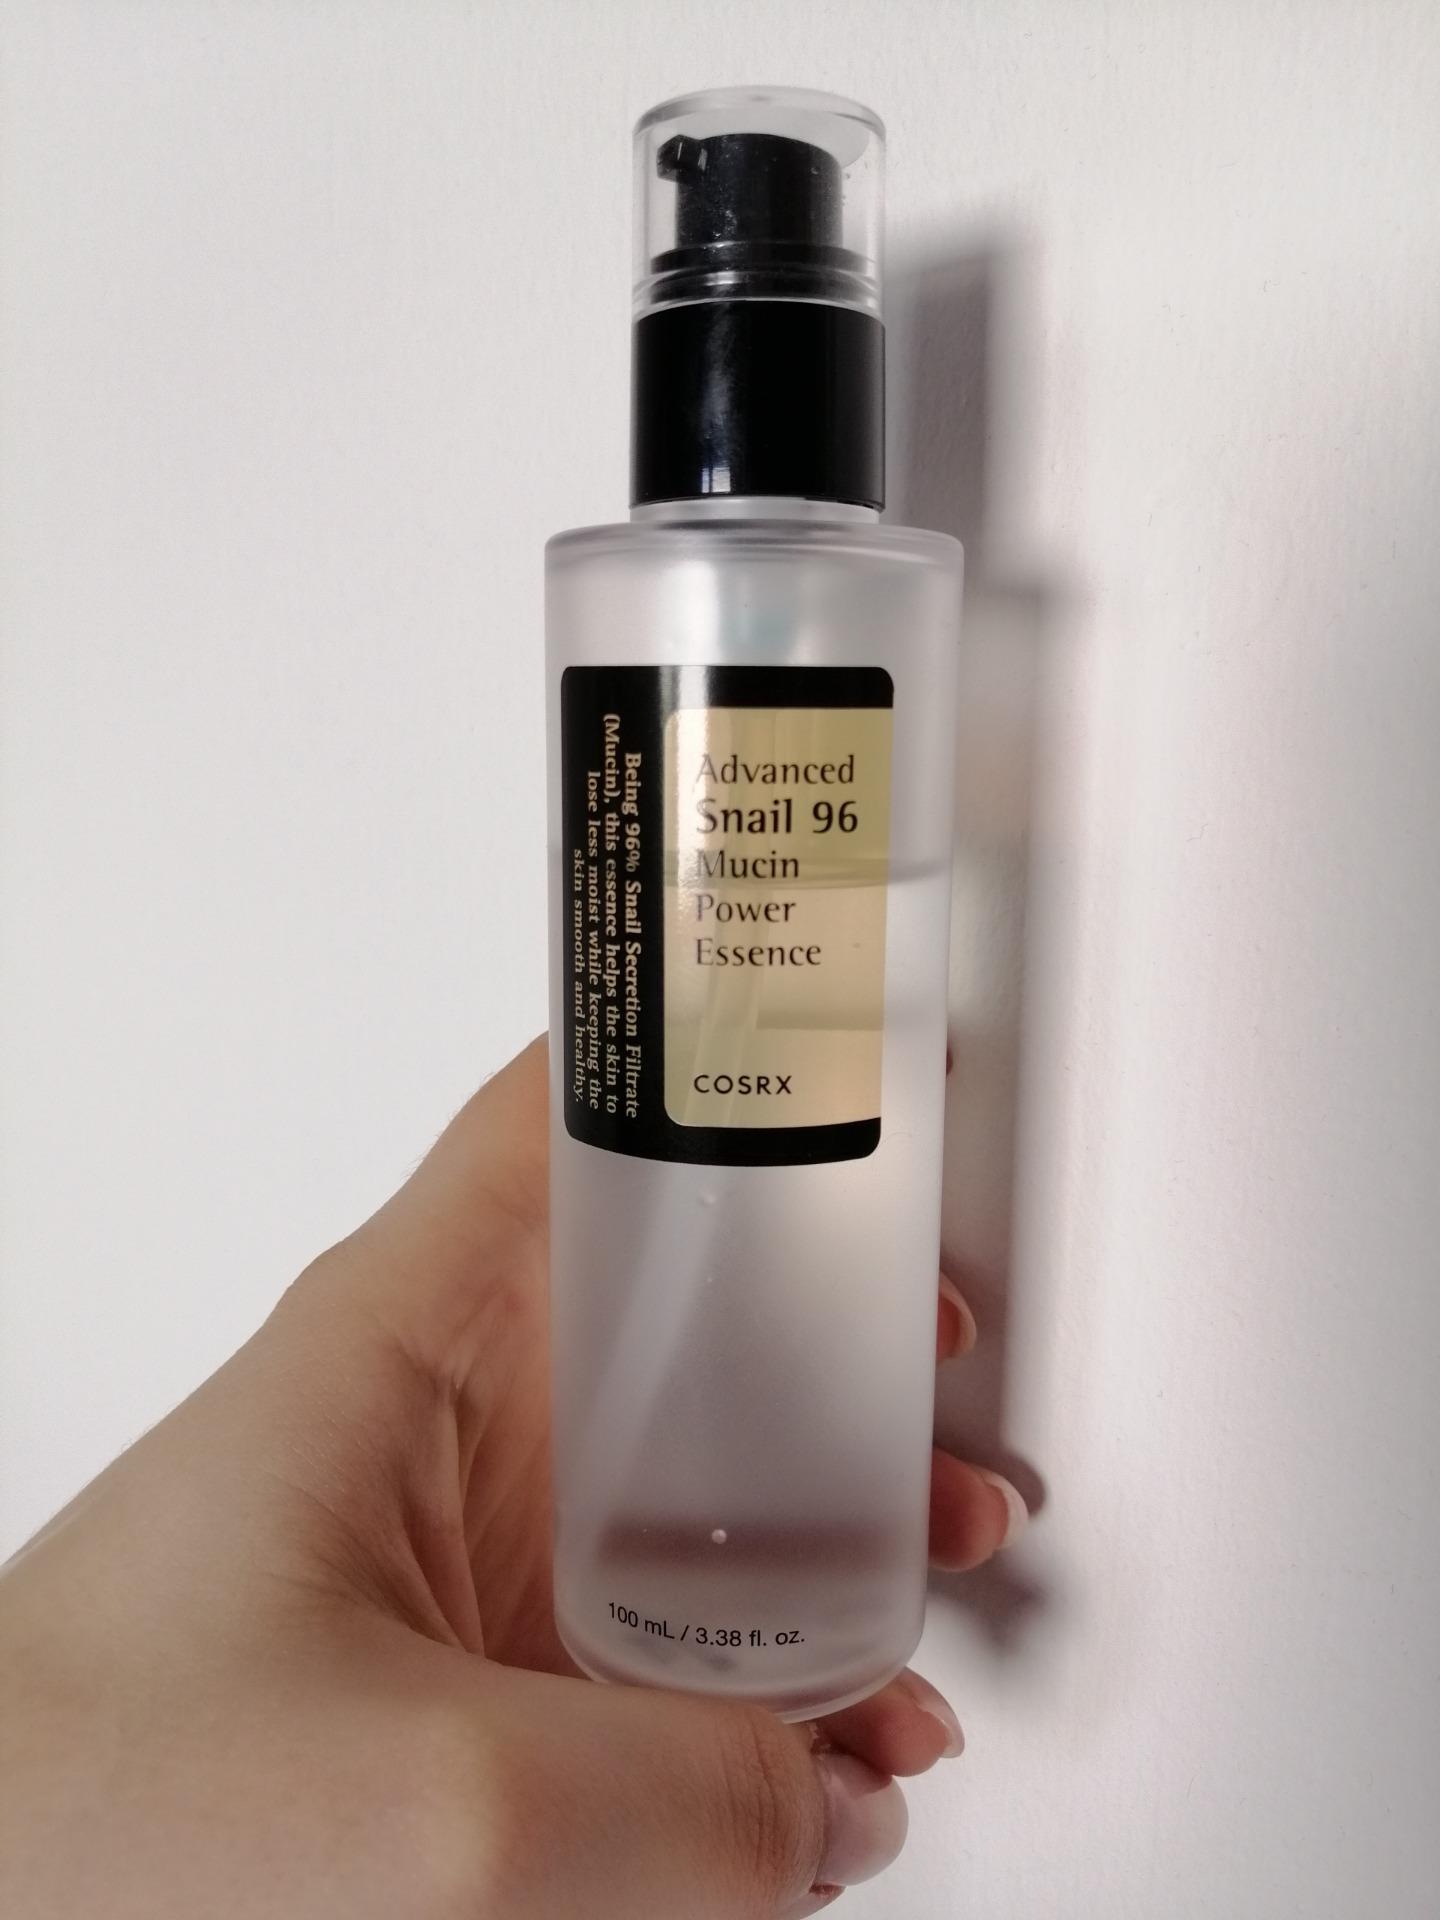 Advanced
Snail 96
Mucin
Power
Essence
COSRX
Being 96% Snail Secretion Filtrate
(Mucin), this essence helps the skin to
lose less moist while keeping the
skin smooth and healthy.
100 mL / 3.38 fl. oz.